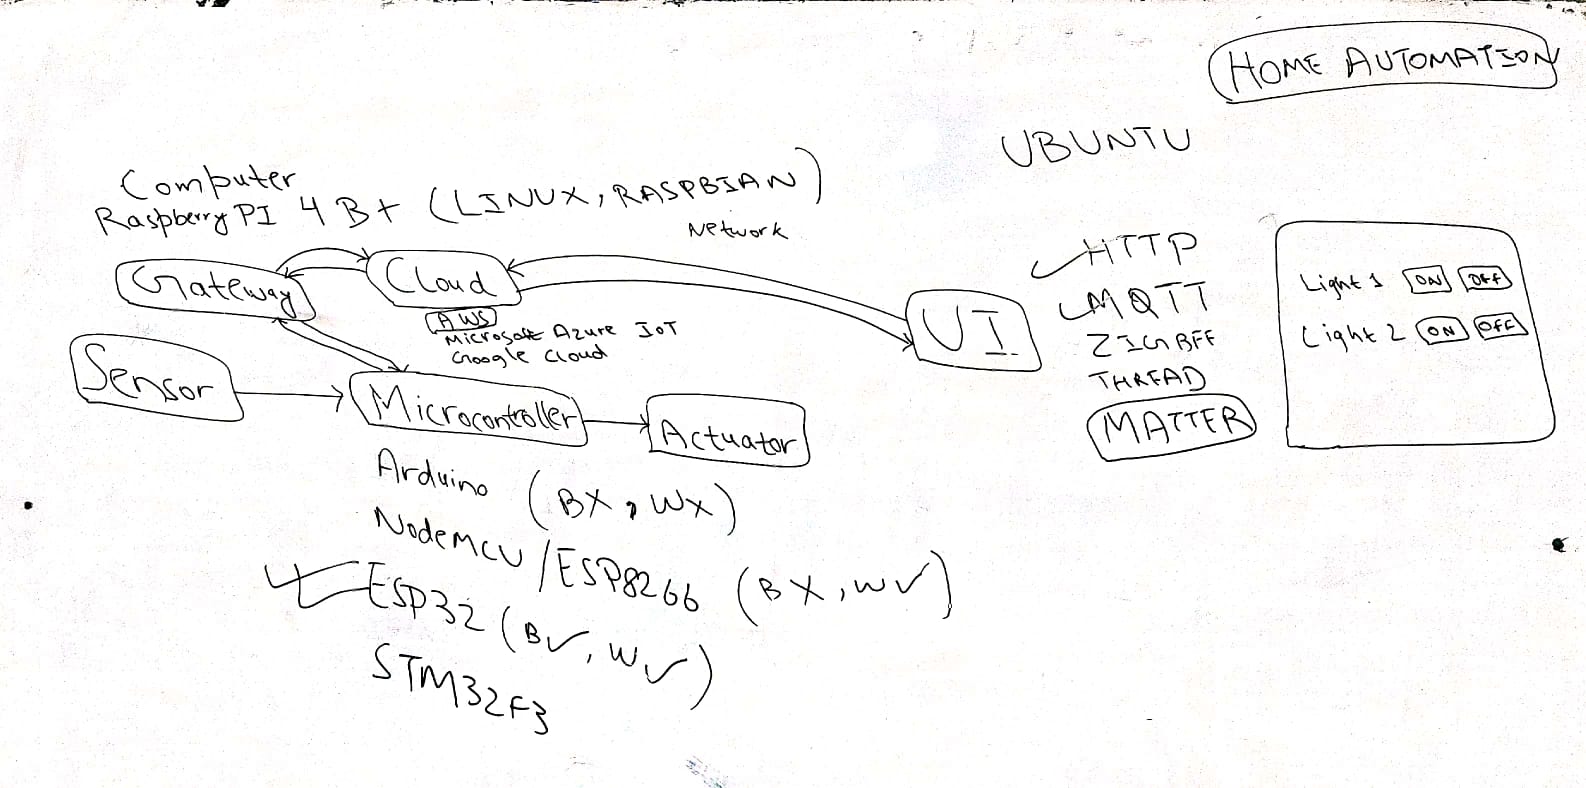 HOME AUTOMATION
UBUNTU
Computer
Raspberry PI 4 B+ (LINUX, RASPBIAN)
Network
Gateway
Cloud
AWS
Microsoft Azure IoT
Google Cloud
Sensor
Microcontroller
Actuator
UI
HTTP
MQTT
ZIGBEE
THREAD
MATTER
Light 1 ON OFF
Light 2 ON OFF
Arduino (BX, WX)
NodeMCU /ESP8266 (BX, W✓)
ESP32 (B✓, W✓)
STM32F3